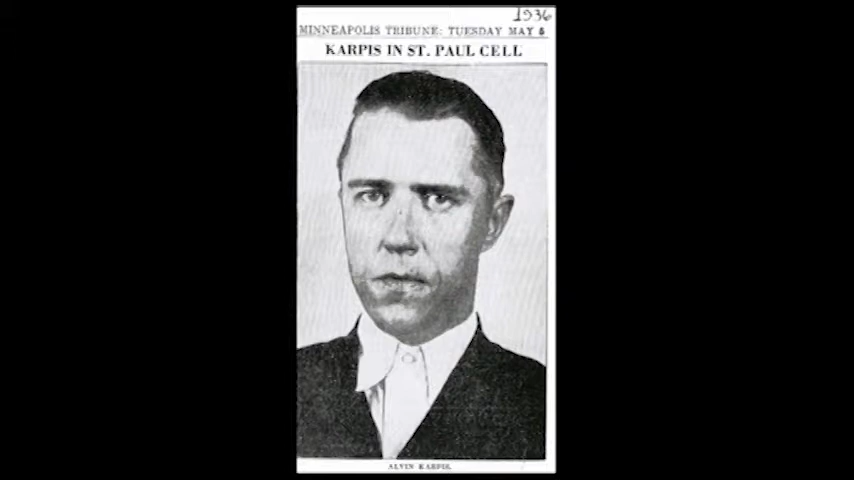 1936
MINNEAPOLIS TRIBUNE: TUESDAY MAY 5
KARPIS IN ST. PAUL CELL
ALVIN KARPIS.